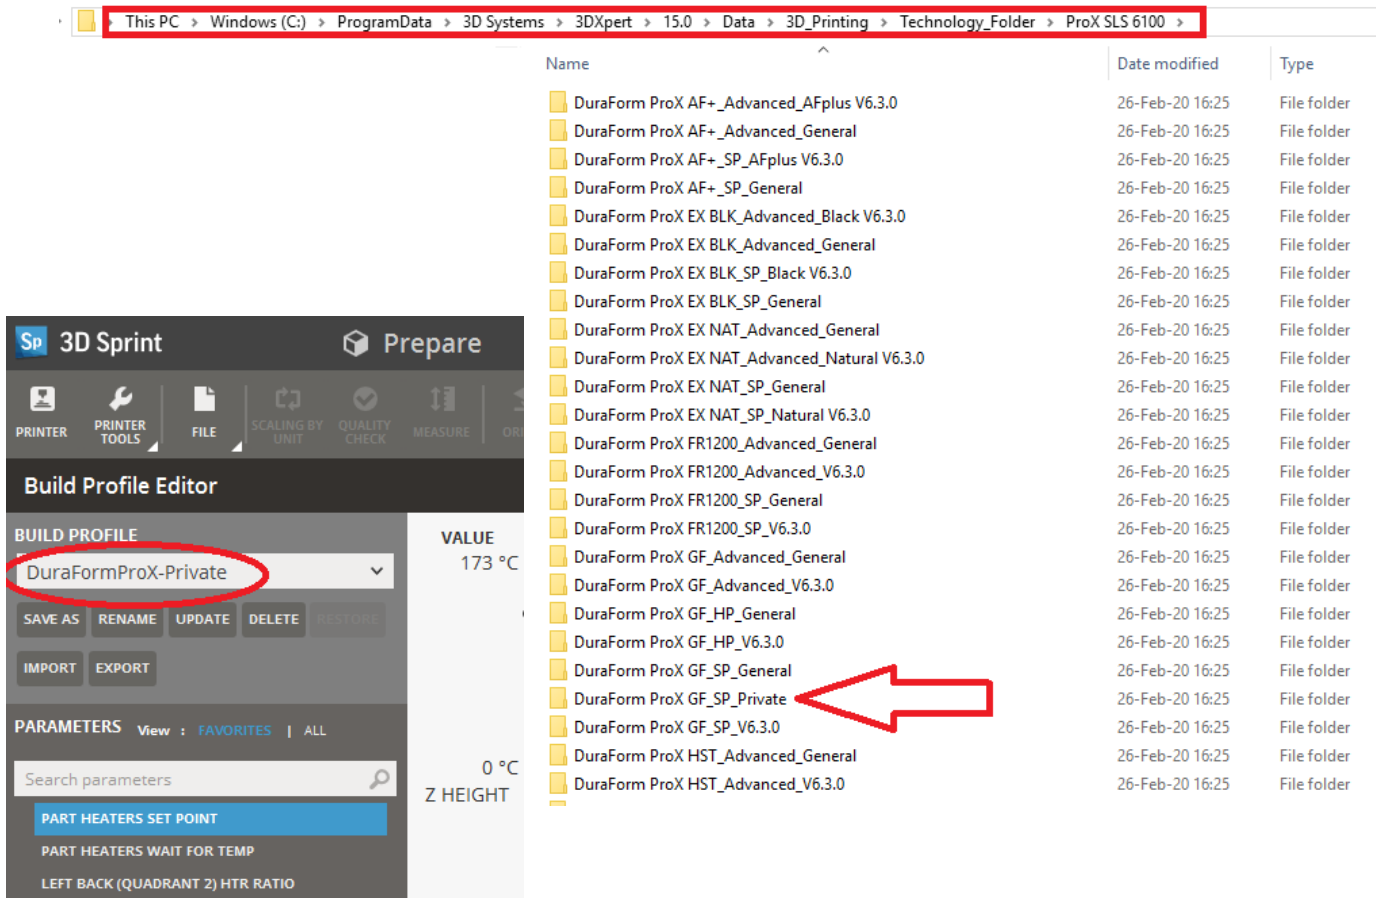 This PC > Windows (C:) > ProgramData > 3D Systems > 3DXpert > 15.0 > Data > 3D_Printing > Technology_Folder > ProX SLS 6100 >
Name Date modified Type
DuraForm ProX AF+_Advanced_AFplus V6.3.0 26-Feb-20 16:25 File folder
DuraForm ProX AF+_Advanced_General 26-Feb-20 16:25 File folder
DuraForm ProX AF+_SP_AFplus V6.3.0 26-Feb-20 16:25 File folder
DuraForm ProX AF+_SP_General 26-Feb-20 16:25 File folder
DuraForm ProX EX BLK_Advanced_Black V6.3.0 26-Feb-20 16:25 File folder
DuraForm ProX EX BLK_Advanced_General 26-Feb-20 16:25 File folder
DuraForm ProX EX BLK_SP_Black V6.3.0 26-Feb-20 16:25 File folder
DuraForm ProX EX BLK_SP_General 26-Feb-20 16:25 File folder
DuraForm ProX EX NAT_Advanced_General 26-Feb-20 16:25 File folder
DuraForm ProX EX NAT_Advanced_Natural V6.3.0 26-Feb-20 16:25 File folder
DuraForm ProX EX NAT_SP_General 26-Feb-20 16:25 File folder
DuraForm ProX EX NAT_SP_Natural V6.3.0 26-Feb-20 16:25 File folder
DuraForm ProX FR1200_Advanced_General 26-Feb-20 16:25 File folder
DuraForm ProX FR1200_Advanced_V6.3.0 26-Feb-20 16:25 File folder
DuraForm ProX FR1200_SP_General 26-Feb-20 16:25 File folder
DuraForm ProX FR1200_SP_V6.3.0 26-Feb-20 16:25 File folder
DuraForm ProX GF_Advanced_General 26-Feb-20 16:25 File folder
DuraForm ProX GF_Advanced_V6.3.0 26-Feb-20 16:25 File folder
DuraForm ProX GF_HP_General 26-Feb-20 16:25 File folder
DuraForm ProX GF_HP_V6.3.0 26-Feb-20 16:25 File folder
DuraForm ProX GF_SP_General 26-Feb-20 16:25 File folder
DuraForm ProX GF_SP_Private 26-Feb-20 16:25 File folder
DuraForm ProX GF_SP_V6.3.0 26-Feb-20 16:25 File folder
DuraForm ProX HST_Advanced_General 26-Feb-20 16:25 File folder
DuraForm ProX HST_Advanced_V6.3.0 26-Feb-20 16:25 File folder
Sp 3D Sprint Prepare
PRINTER PRINTER TOOLS FILE SCALING BY UNIT QUALITY CHECK MEASURE ORI
Build Profile Editor
BUILD PROFILE VALUE
DuraFormProX-Private 173 °C
SAVE AS RENAME UPDATE DELETE RESTORE
IMPORT EXPORT
PARAMETERS View : FAVORITES | ALL
Search parameters 0 °C
Z HEIGHT
PART HEATERS SET POINT
PART HEATERS WAIT FOR TEMP
LEFT BACK (QUADRANT 2) HTR RATIO